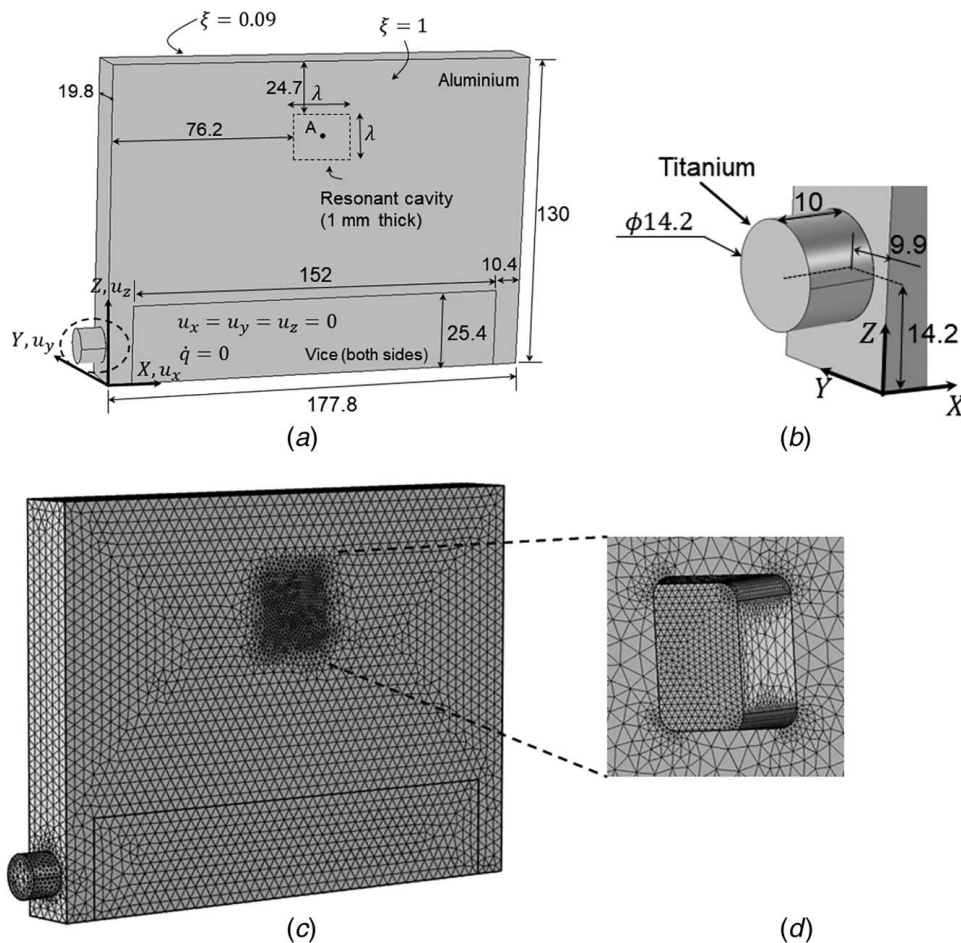 ξ = 0.09
ξ = 1
24.7
Aluminium
19.8
λ
76.2
A
λ
Resonant cavity
(1 mm thick)
130
152
10.4
Z, u_z
u_x = u_y = u_z = 0
25.4
Y, u_y
q̇ = 0
Vice (both sides)
X, u_x
177.8
(a)
Titanium
10
ϕ14.2
9.9
Z
14.2
Y
X
(b)
(c)
(d)